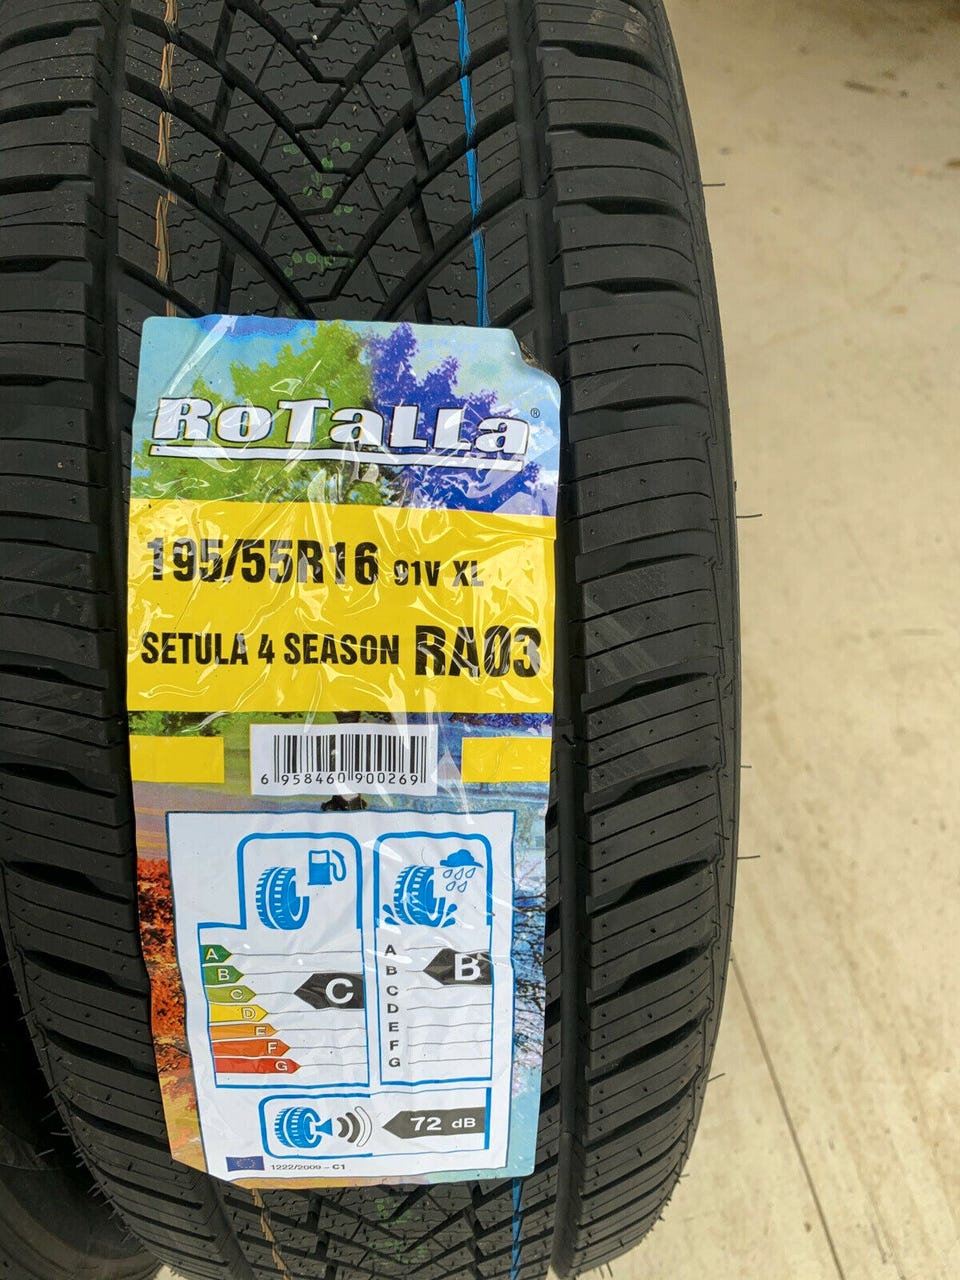 RoTaLLa ®
195/55R16 91V XL
SETULA 4 SEASON RA03
6 958460 900269
A
B
C
D
E
F
G
C
A
B
C
D
E
F
G
B
72 dB
1222/2009 - C1